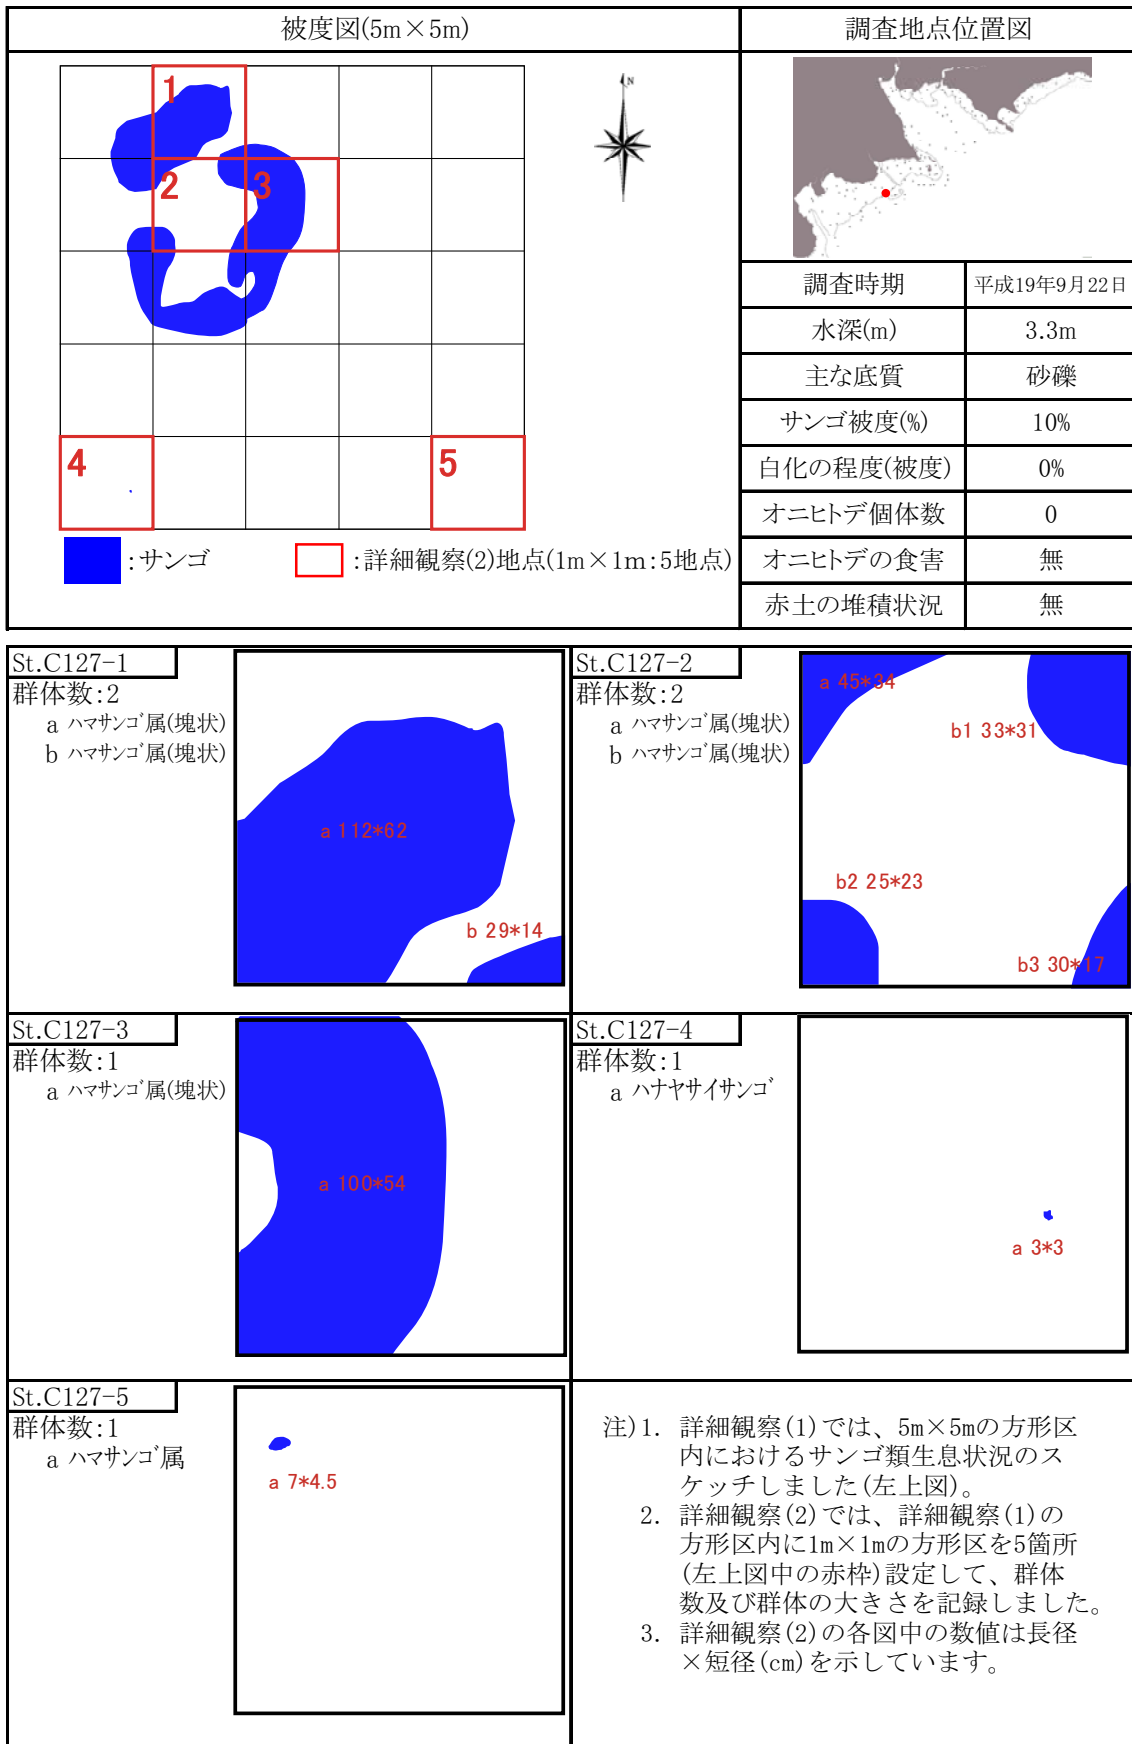 被度図(5m×5m)
調査地点位置図
1
2
3
4
5
N
:サンゴ
:詳細観察(2)地点(1m×1m:5地点)
調査時期 平成19年9月22日
水深(m) 3.3m
主な底質 砂礫
サンゴ被度(%) 10%
白化の程度(被度) 0%
オニヒトデ個体数 0
オニヒトデの食害 無
赤土の堆積状況 無
St.C127-1
群体数:2
a ハマサンゴ属(塊状)
b ハマサンゴ属(塊状)
a 112*62
b 29*14
St.C127-2
群体数:2
a ハマサンゴ属(塊状)
b ハマサンゴ属(塊状)
a 45*34
b1 33*31
b2 25*23
b3 30*17
St.C127-3
群体数:1
a ハマサンゴ属(塊状)
a 100*54
St.C127-4
群体数:1
a ハナヤサイサンゴ
a 3*3
St.C127-5
群体数:1
a ハマサンゴ属
a 7*4.5
注)1. 詳細観察(1)では、5m×5mの方形区
内におけるサンゴ類生息状況のス
ケッチしました(左上図)。
2. 詳細観察(2)では、詳細観察(1)の
方形区内に1m×1mの方形区を5箇所
(左上図中の赤枠)設定して、群体
数及び群体の大きさを記録しました。
3. 詳細観察(2)の各図中の数値は長径
×短径(cm)を示しています。